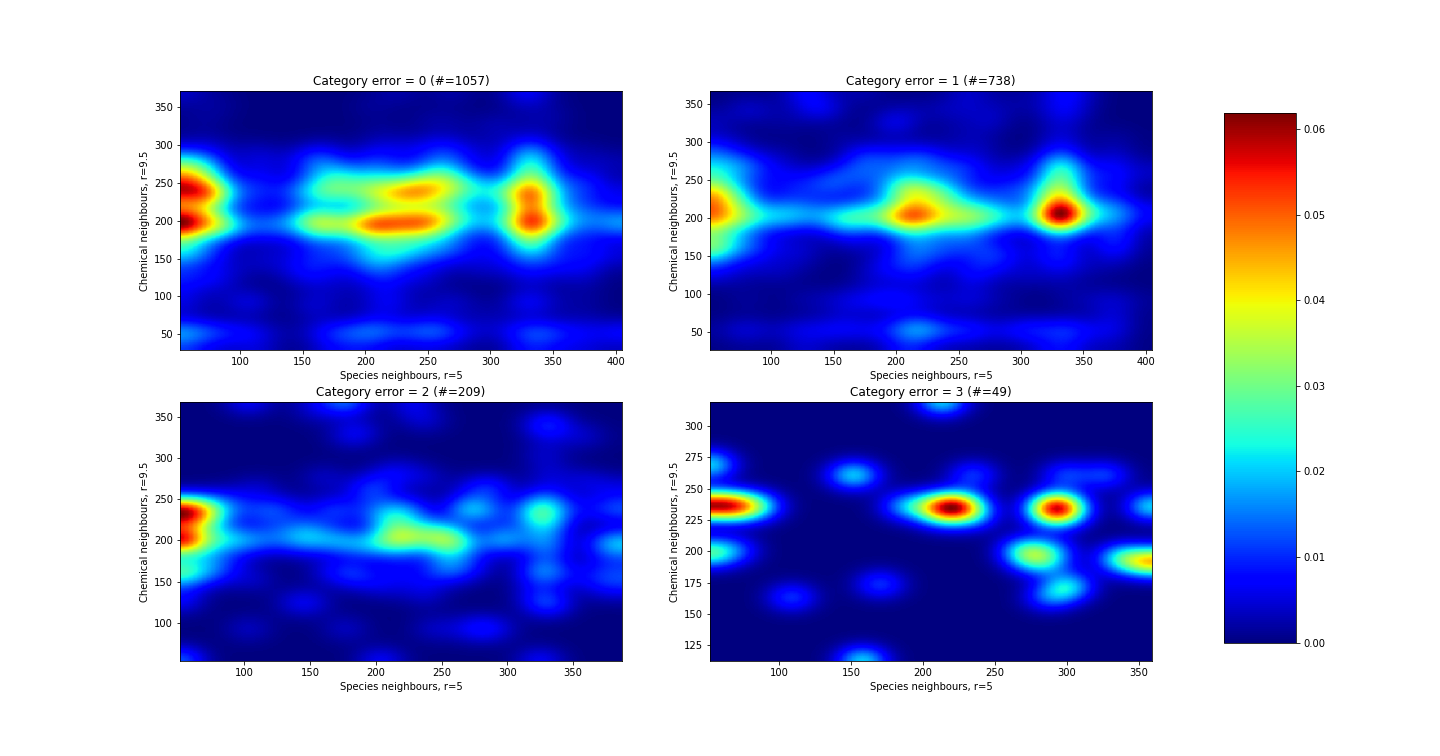 Category error = 0 (#=1057)
Chemical neighbours, r=9.5
350
300
250
200
150
100
50
100 150 200 250 300 350 400
Species neighbours, r=5
Category error = 1 (#=738)
Chemical neighbours, r=9.5
350
300
250
200
150
100
50
100 150 200 250 300 350 400
Species neighbours, r=5
Category error = 2 (#=209)
Chemical neighbours, r=9.5
350
300
250
200
150
100
100 150 200 250 300 350
Species neighbours, r=5
Category error = 3 (#=49)
Chemical neighbours, r=9.5
300
275
250
225
200
175
150
125
100 150 200 250 300 350
Species neighbours, r=5
0.06
0.05
0.04
0.03
0.02
0.01
0.00